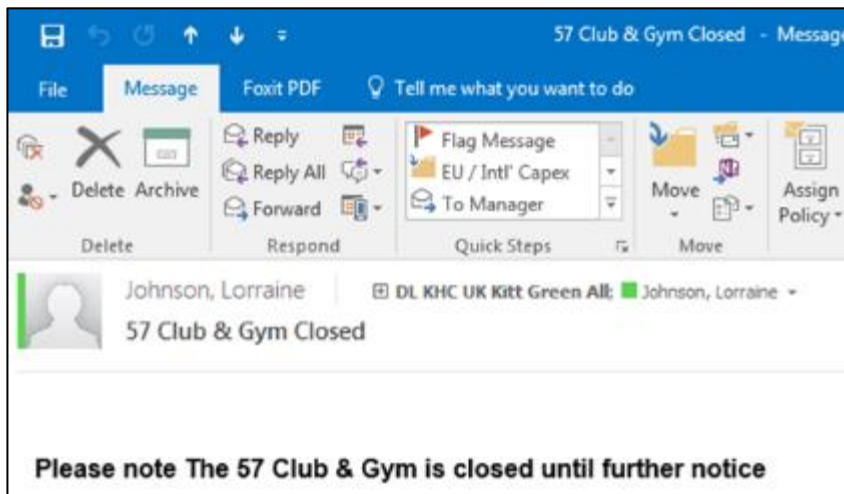 57 Club & Gym Closed - Message
File Message Foxit PDF Tell me what you want to do
Delete Archive
Reply
Reply All
Forward
Flag Message
EU / Intl' Capex
To Manager
Move
Assign
Policy
Delete Respond Quick Steps Move
Johnson, Lorraine DL KHC UK Kitt Green All; Johnson, Lorraine
57 Club & Gym Closed
Please note The 57 Club & Gym is closed until further notice